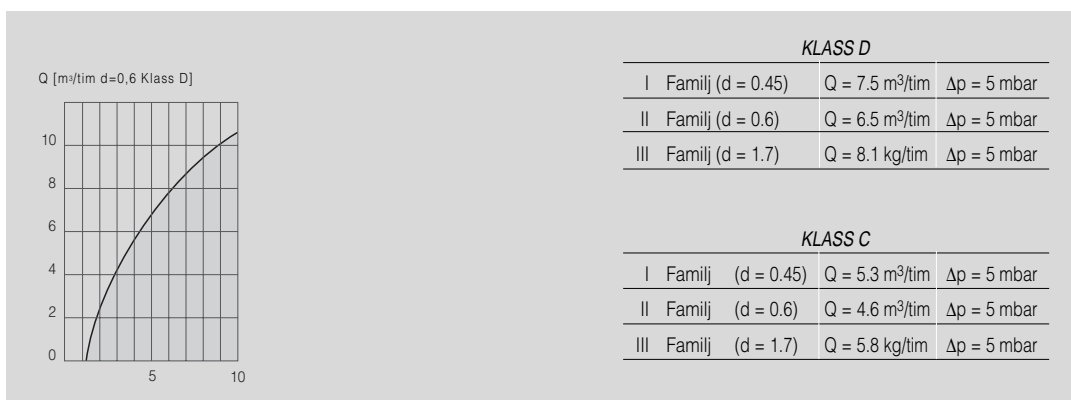 Q [m³/tim d=0,6 Klass D]
10
8
6
4
2
0
5 10
KLASS D
I Familj (d = 0.45) Q = 7.5 m³/tim Δp = 5 mbar
II Familj (d = 0.6) Q = 6.5 m³/tim Δp = 5 mbar
III Familj (d = 1.7) Q = 8.1 kg/tim Δp = 5 mbar
KLASS C
I Familj (d = 0.45) Q = 5.3 m³/tim Δp = 5 mbar
II Familj (d = 0.6) Q = 4.6 m³/tim Δp = 5 mbar
III Familj (d = 1.7) Q = 5.8 kg/tim Δp = 5 mbar